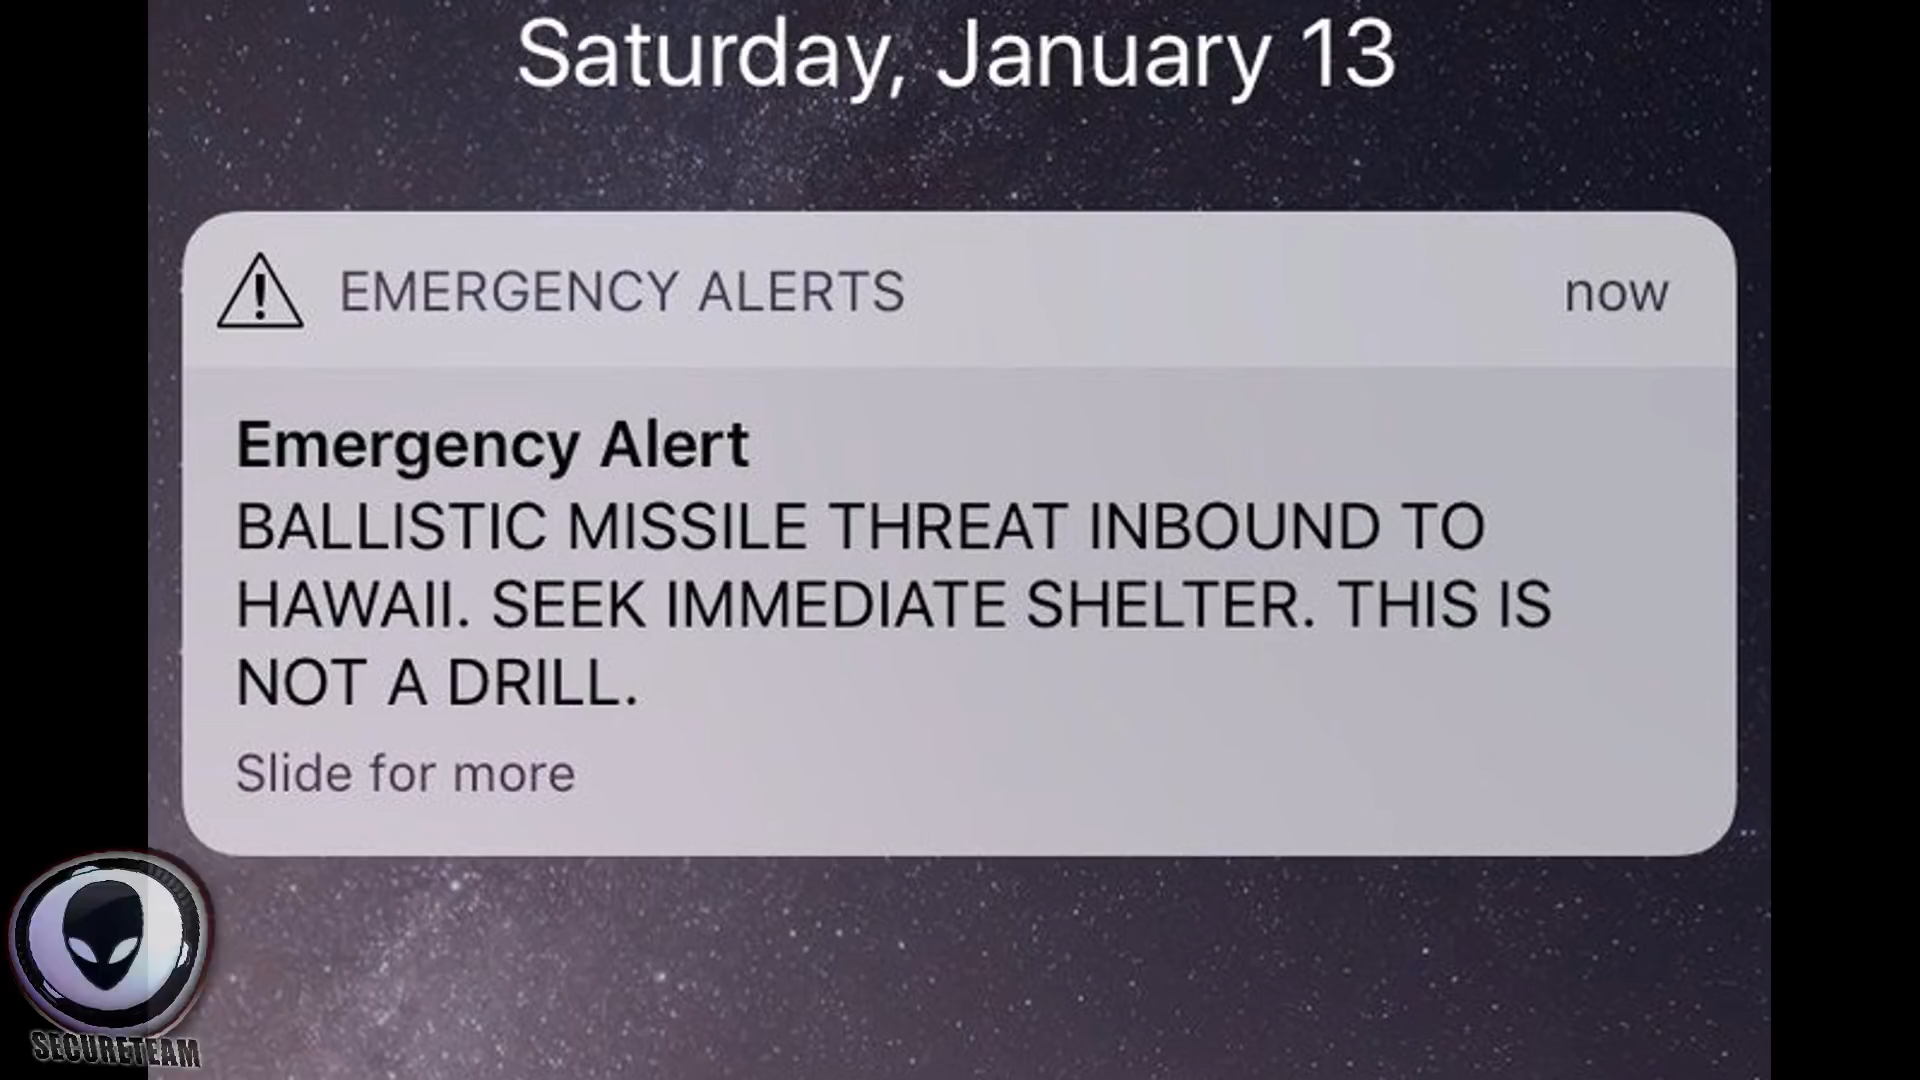 Saturday, January 13
EMERGENCY ALERTS
now
Emergency Alert
BALLISTIC MISSILE THREAT INBOUND TO
HAWAII. SEEK IMMEDIATE SHELTER. THIS IS
NOT A DRILL.
Slide for more
SECURETEAM